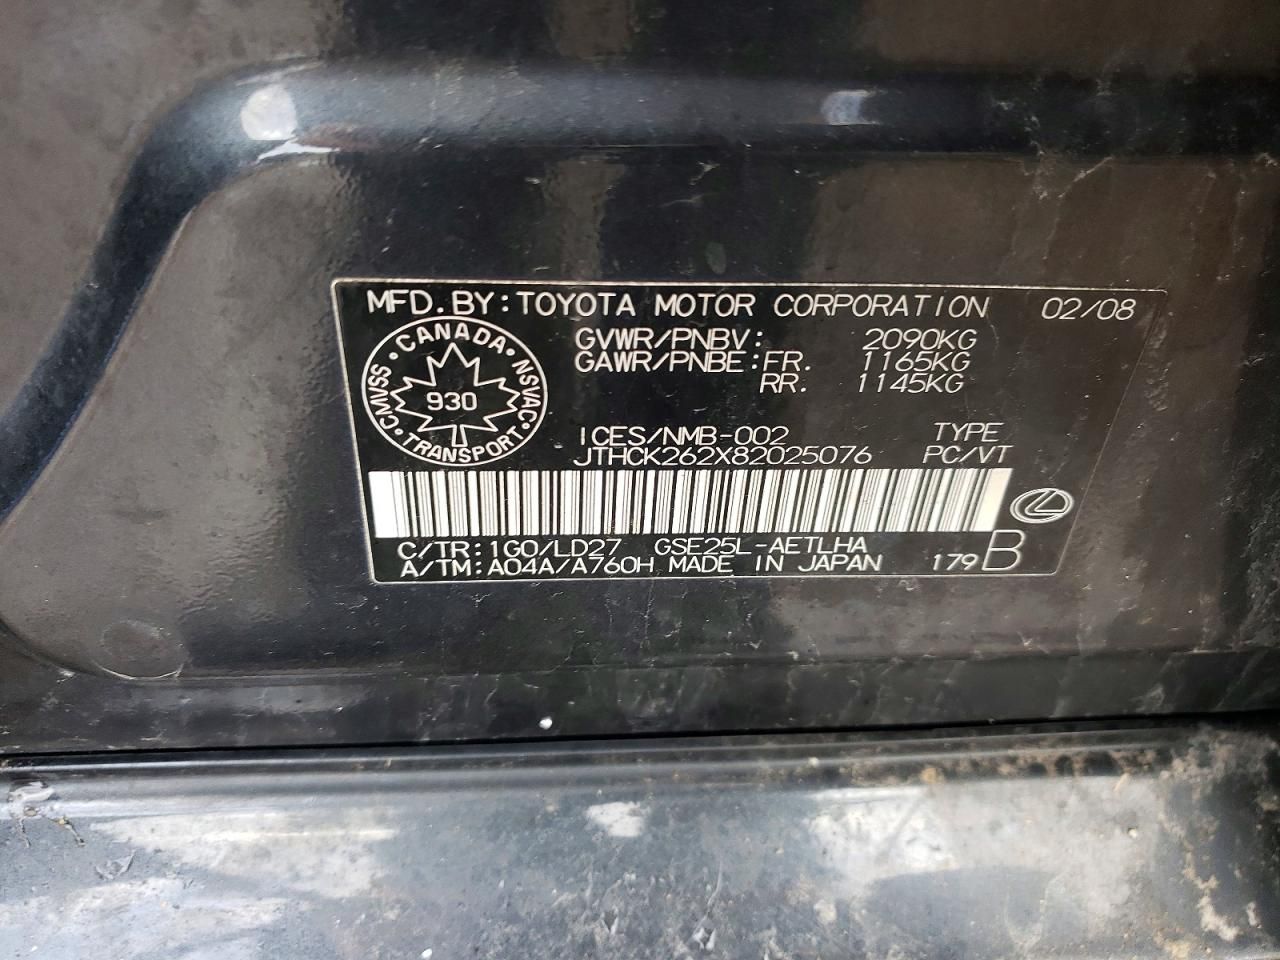 MFD. BY: TOYOTA MOTOR CORPORATION 02/08
GVWR/PNBV: 2090KG
GAWR/PNBE: FR. 1165KG
RR. 1145KG
CANADA
CMVSS • NSVAC
930
TRANSPORT
ICES/NMB-002 TYPE
JTHCK262X82025076 PC/VT
C/TR: 1G0/LD27 GSE25L-AETLHA
A/TM: A04A/A760H MADE IN JAPAN 179 B